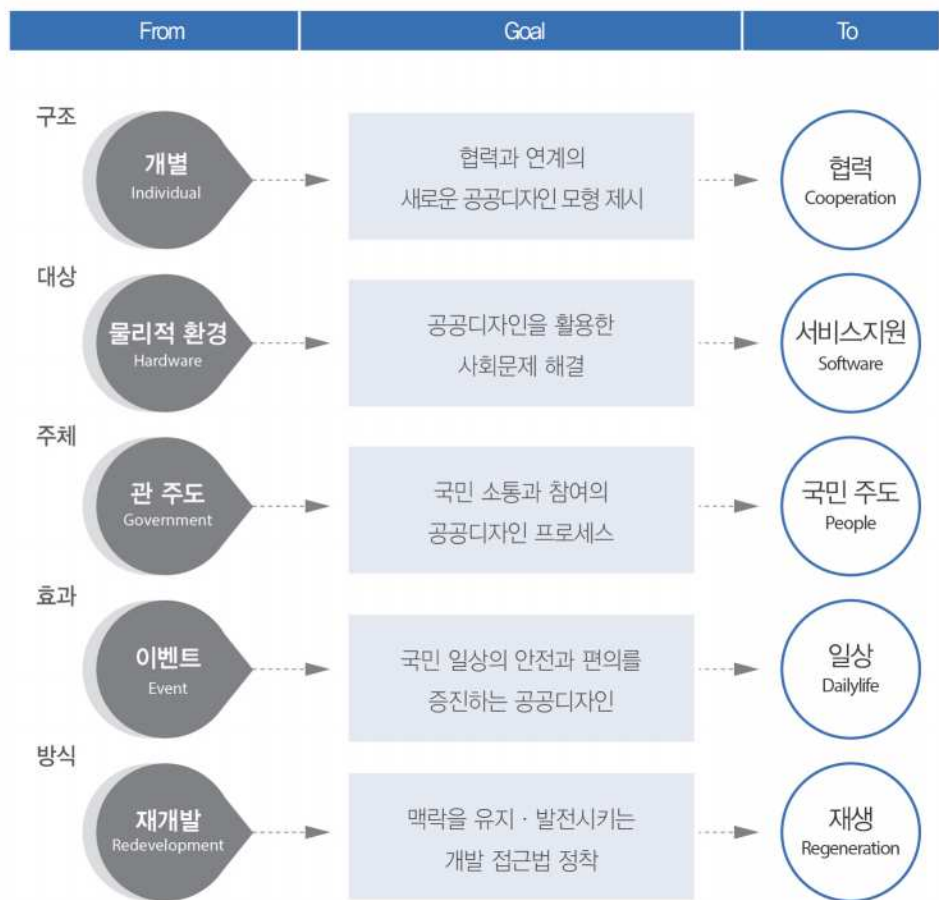 From Goal To
구조
개별
Individual
협력과 연계의
새로운 공공디자인 모형 제시
협력
Cooperation
대상
물리적 환경
Hardware
공공디자인을 활용한
사회문제 해결
서비스지원
Software
주체
관 주도
Government
국민 소통과 참여의
공공디자인 프로세스
국민 주도
People
효과
이벤트
Event
국민 일상의 안전과 편의를
증진하는 공공디자인
일상
Dailylife
방식
재개발
Redevelopment
맥락을 유지 · 발전시키는
개발 접근법 정착
재생
Regeneration